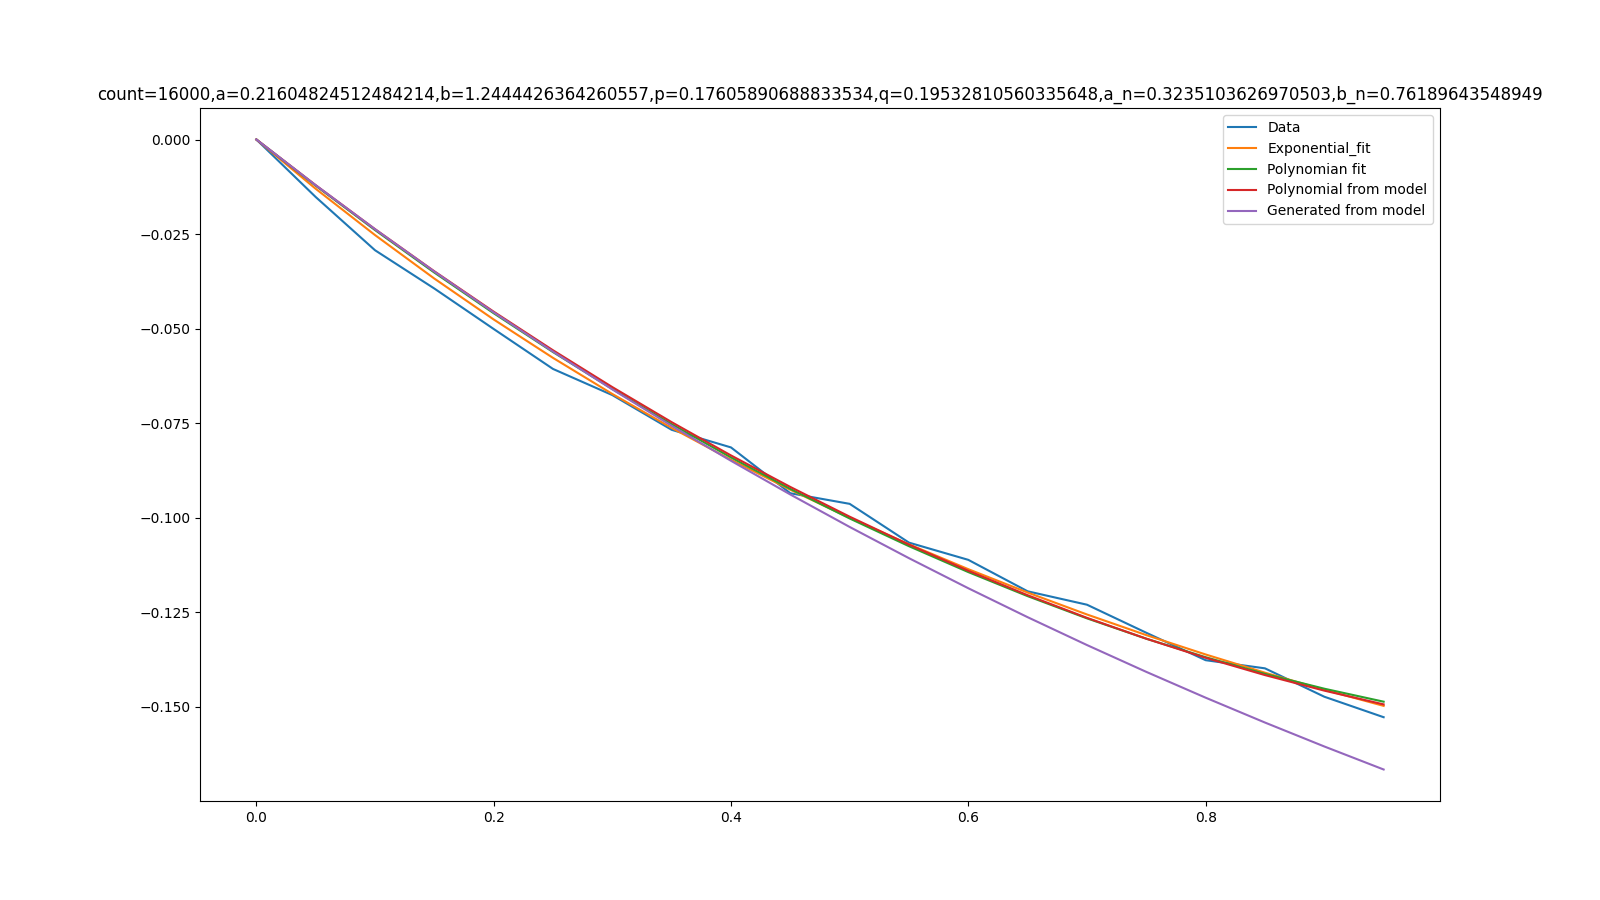 count=16000,a=0.21604824512484214,b=1.2444426364260557,p=0.17605890688833534,q=0.19532810560335648,a_n=0.3235103626970503,b_n=0.76189643548949
Data
Exponential_fit
Polynomian fit
Polynomial from model
Generated from model
0.000
−0.025
−0.050
−0.075
−0.100
−0.125
−0.150
0.0 0.2 0.4 0.6 0.8